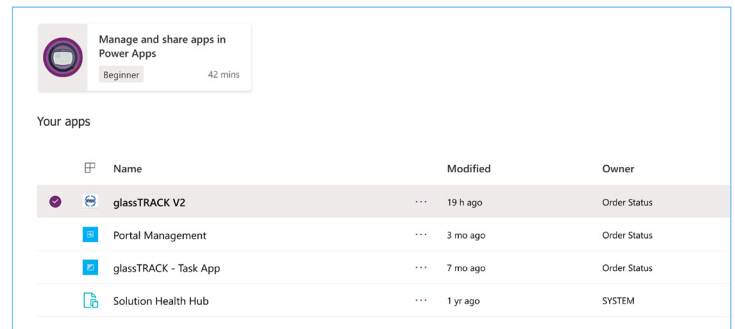 Manage and share apps in
Power Apps
Beginner 42 mins
Your apps
Name Modified Owner
glassTRACK V2 ··· 19 h ago Order Status
Portal Management ··· 3 mo ago Order Status
glassTRACK - Task App ··· 7 mo ago Order Status
Solution Health Hub ··· 1 yr ago SYSTEM